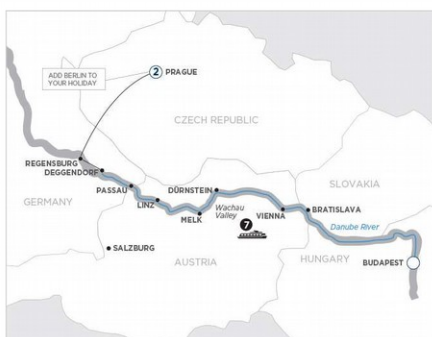 ADD BERLIN TO
YOUR HOLIDAY
2 PRAGUE
CZECH REPUBLIC
REGENSBURG
DEGGENDORF
PASSAU
DÜRNSTEIN
SLOVAKIA
GERMANY
LINZ
MELK
Wachau
Valley
7
VIENNA
BRATISLAVA
Danube River
SALZBURG
AUSTRIA
HUNGARY
BUDAPEST